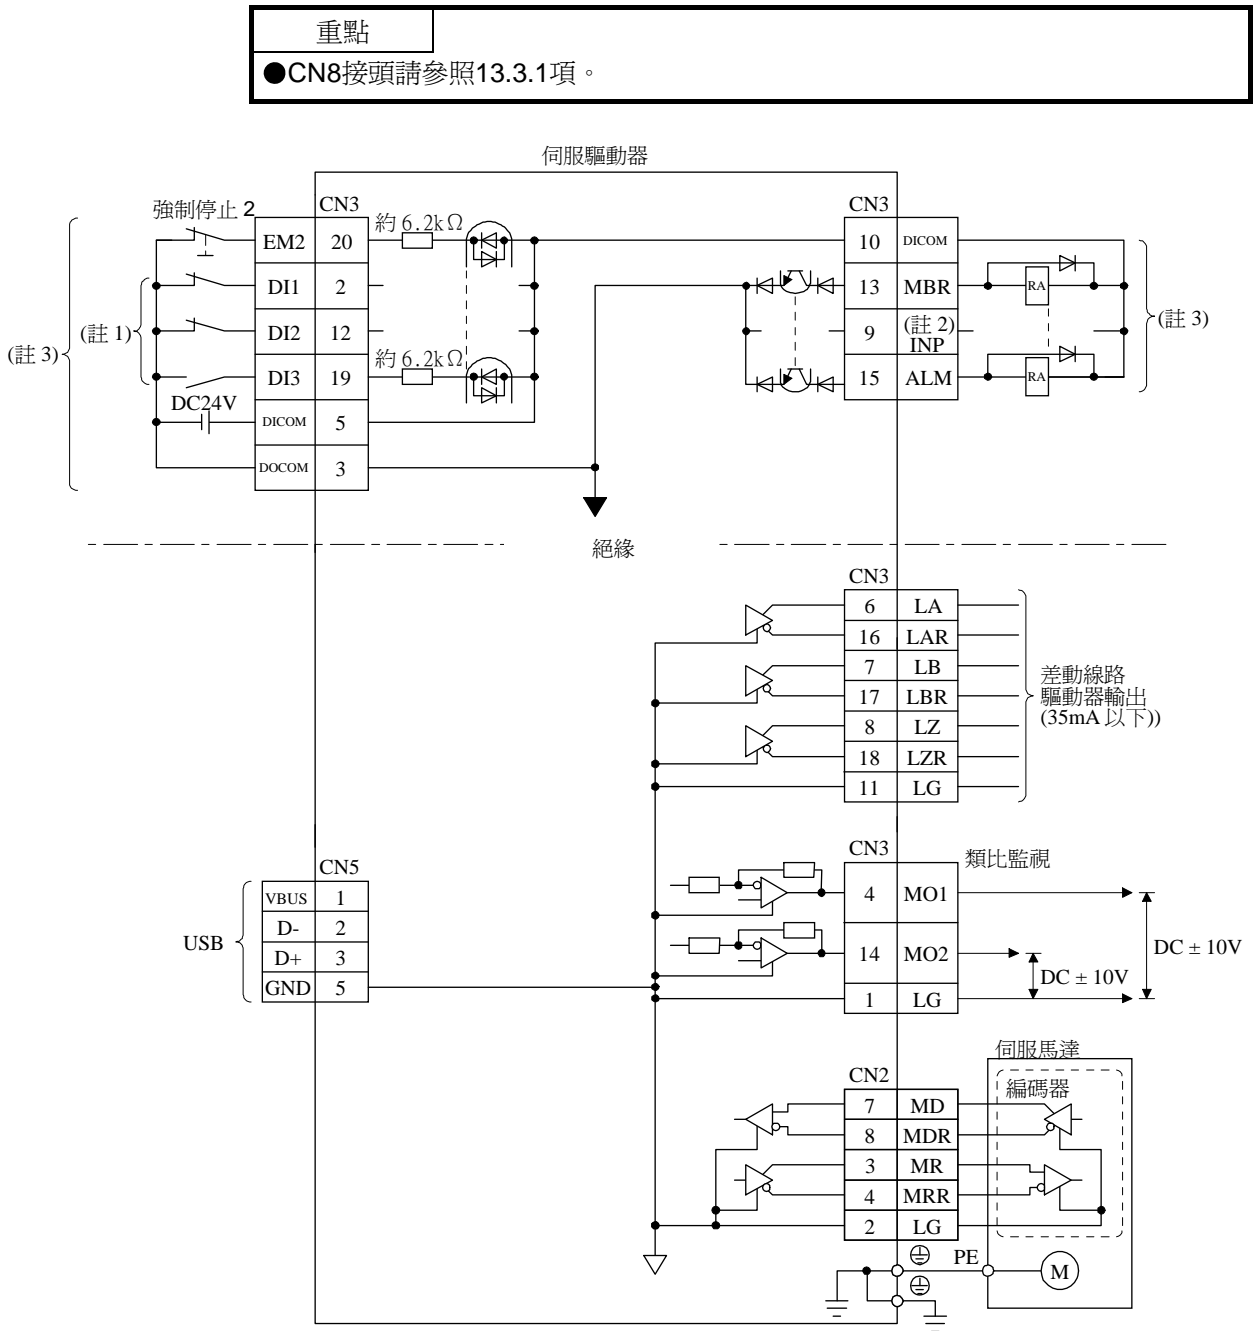 重點
●CN8接頭請參照13.3.1項。
伺服驅動器
強制停止 2
CN3
約 6.2kΩ
EM2 20
DI1 2
DI2 12
約 6.2kΩ
DI3 19
DC24V
DICOM 5
DOCOM 3
(註 1)
(註 3)
CN3
10 DICOM
13 MBR
RA
9 (註 2)
INP
15 ALM
RA
(註 3)
絕緣
CN3
6 LA
16 LAR
7 LB
17 LBR
8 LZ
18 LZR
11 LG
差動線路
驅動器輸出
(35mA 以下))
CN5
VBUS 1
D- 2
D+ 3
GND 5
USB
CN3
類比監視
4 MO1
14 MO2
1 LG
DC ± 10V
DC ± 10V
伺服馬達
編碼器
CN2
7 MD
8 MDR
3 MR
4 MRR
2 LG
PE
M